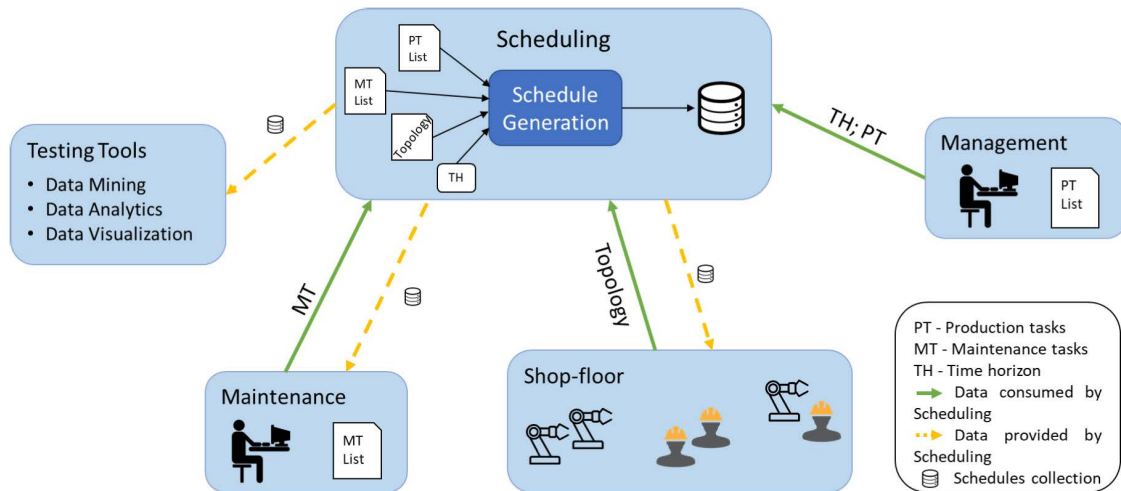 Scheduling
PT
List
MT
List
Topology
TH
Schedule
Generation
TH; PT
Testing Tools
• Data Mining
• Data Analytics
• Data Visualization
Management
PT
List
MT
Topology
Maintenance
MT
List
Shop-floor
PT - Production tasks
MT - Maintenance tasks
TH - Time horizon
Data consumed by
Scheduling
Data provided by
Scheduling
Schedules collection